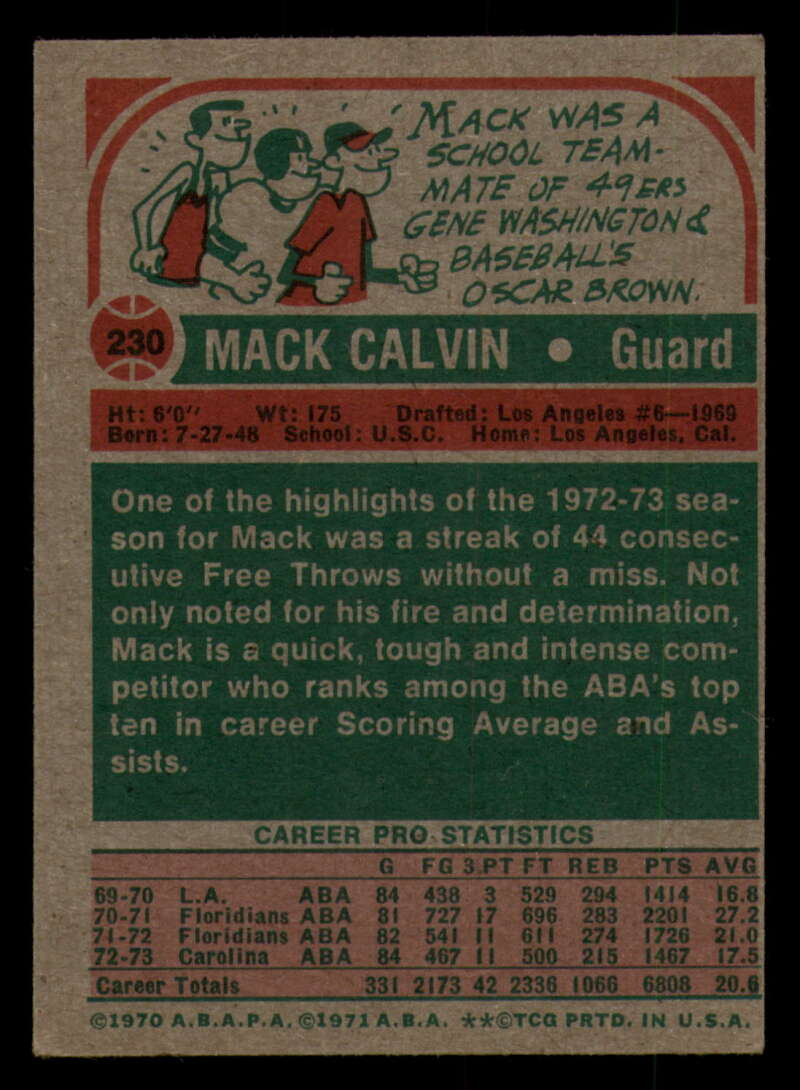 MACK WAS A
SCHOOL TEAM-
MATE OF 49ERS
GENE WASHINGTON &
BASEBALL'S
OSCAR BROWN.
230 MACK CALVIN • Guard
Ht: 6'0" Wt: 175 Drafted: Los Angeles #6—1969
Born: 7-27-48 School: U.S.C. Home: Los Angeles, Cal.
One of the highlights of the 1972-73 sea-
son for Mack was a streak of 44 consec-
utive Free Throws without a miss. Not
only noted for his fire and determination,
Mack is a quick, tough and intense com-
petitor who ranks among the ABA's top
ten in career Scoring Average and As-
sists.
CAREER PRO STATISTICS
G FG 3 PT FT REB PTS AVG
69-70 L.A. ABA 84 438 3 529 294 1414 16.8
70-71 Floridians ABA 81 727 17 696 283 2201 27.2
71-72 Floridians ABA 82 541 11 611 274 1726 21.0
72-73 Carolina ABA 84 467 11 500 215 1467 17.5
Career Totals 331 2173 42 2336 1066 6808 20.6
©1970 A.B.A.P.A. ©1971 A.B.A. **©TCG PRTD. IN U.S.A.